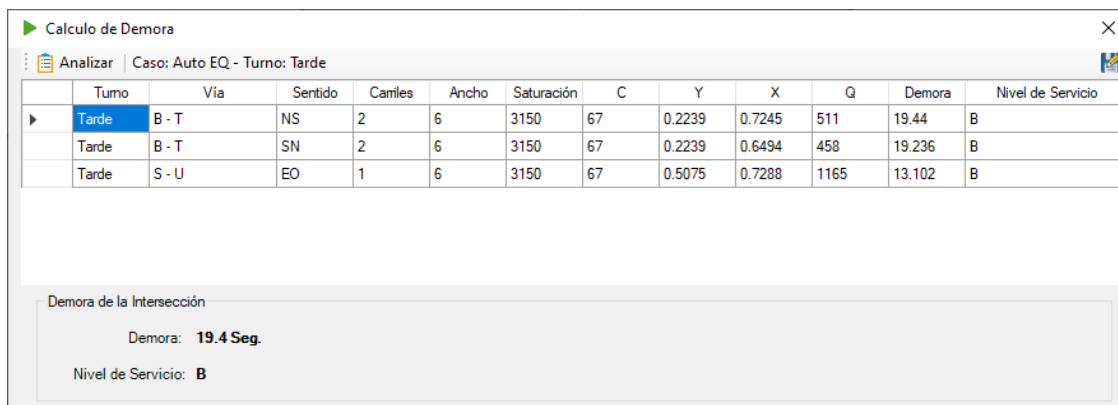 Calculo de Demora
Analizar Caso: Auto EQ - Turno: Tarde
Turno Vía Sentido Carriles Ancho Saturación C Y X Q Demora Nivel de Servicio
Tarde B - T NS 2 6 3150 67 0.2239 0.7245 511 19.44 B
Tarde B - T SN 2 6 3150 67 0.2239 0.6494 458 19.236 B
Tarde S - U EO 1 6 3150 67 0.5075 0.7288 1165 13.102 B
Demora de la Intersección
Demora: 19.4 Seg.
Nivel de Servicio: B